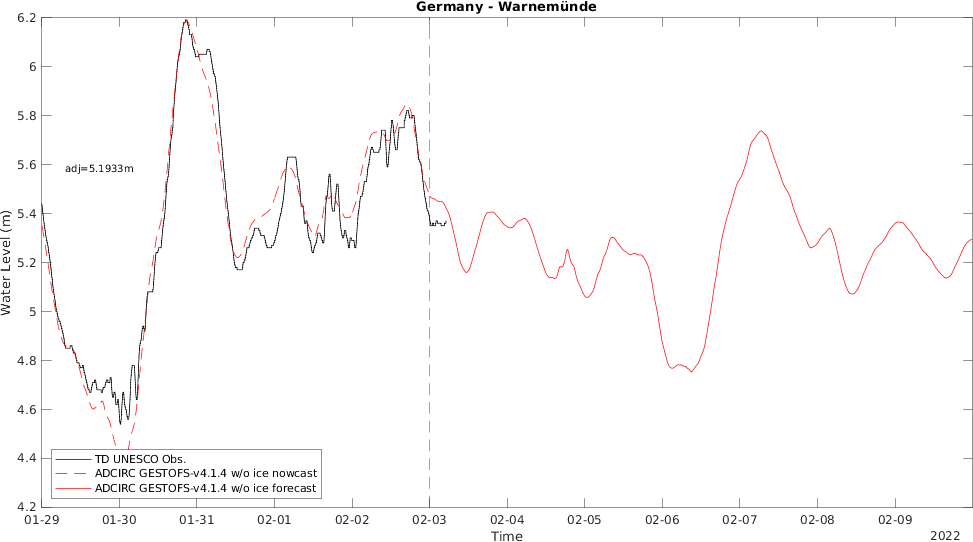 Germany - Warnemünde
6.2
6
5.8
5.6
5.4
5.2
5
4.8
4.6
4.4
4.2
Water Level (m)
adj=5.1933m
TD UNESCO Obs.
ADCIRC GESTOFS-v4.1.4 w/o ice nowcast
ADCIRC GESTOFS-v4.1.4 w/o ice forecast
01-29 01-30 01-31 02-01 02-02 02-03 02-04 02-05 02-06 02-07 02-08 02-09
Time
2022